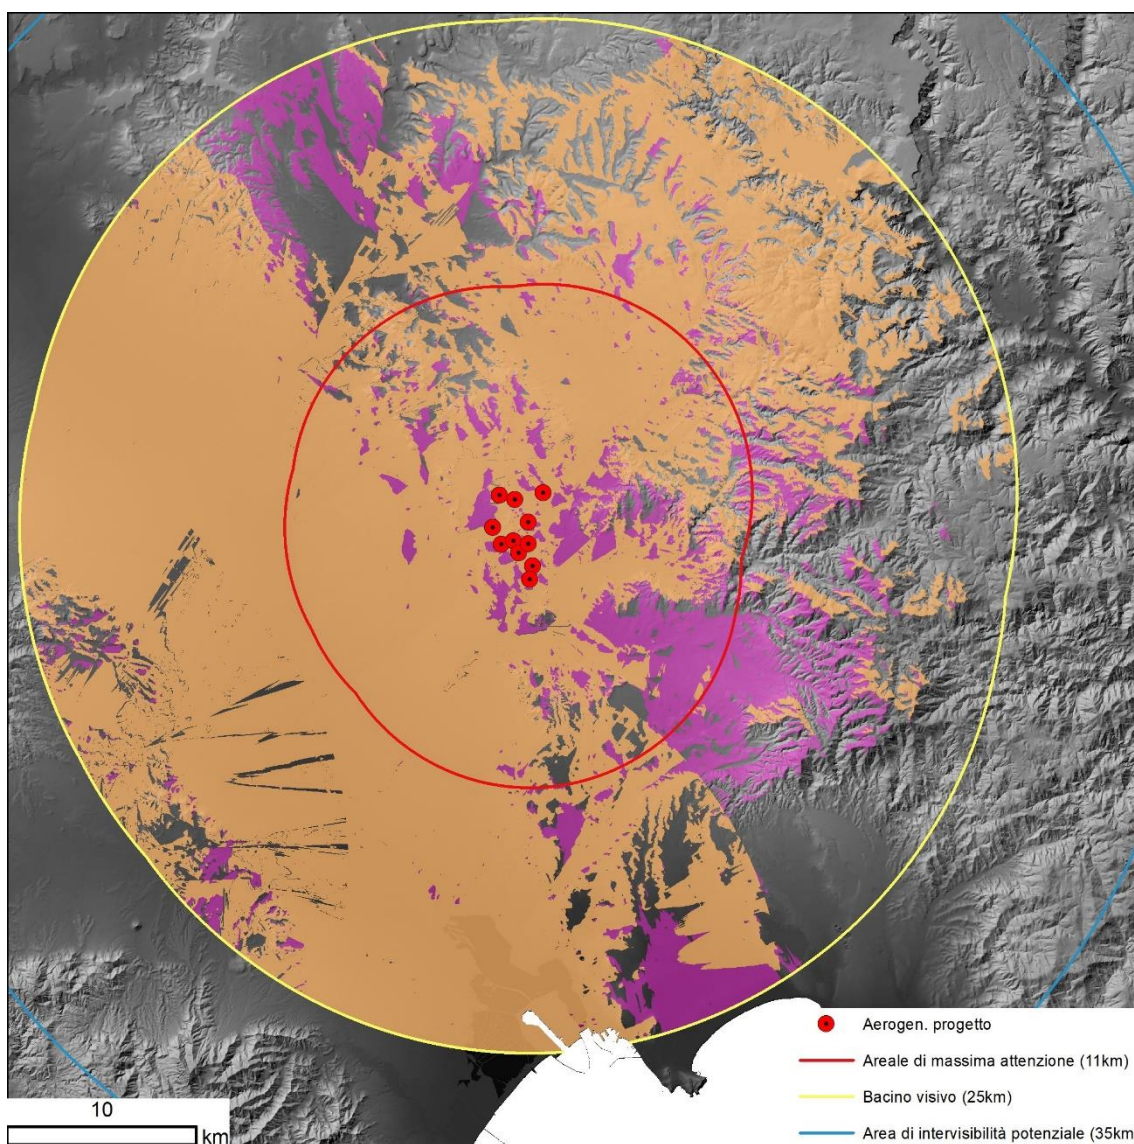 Aerogen. progetto
Areale di massima attenzione (11km)
Bacino visivo (25km)
Area di intervisibilità potenziale (35km
10
km